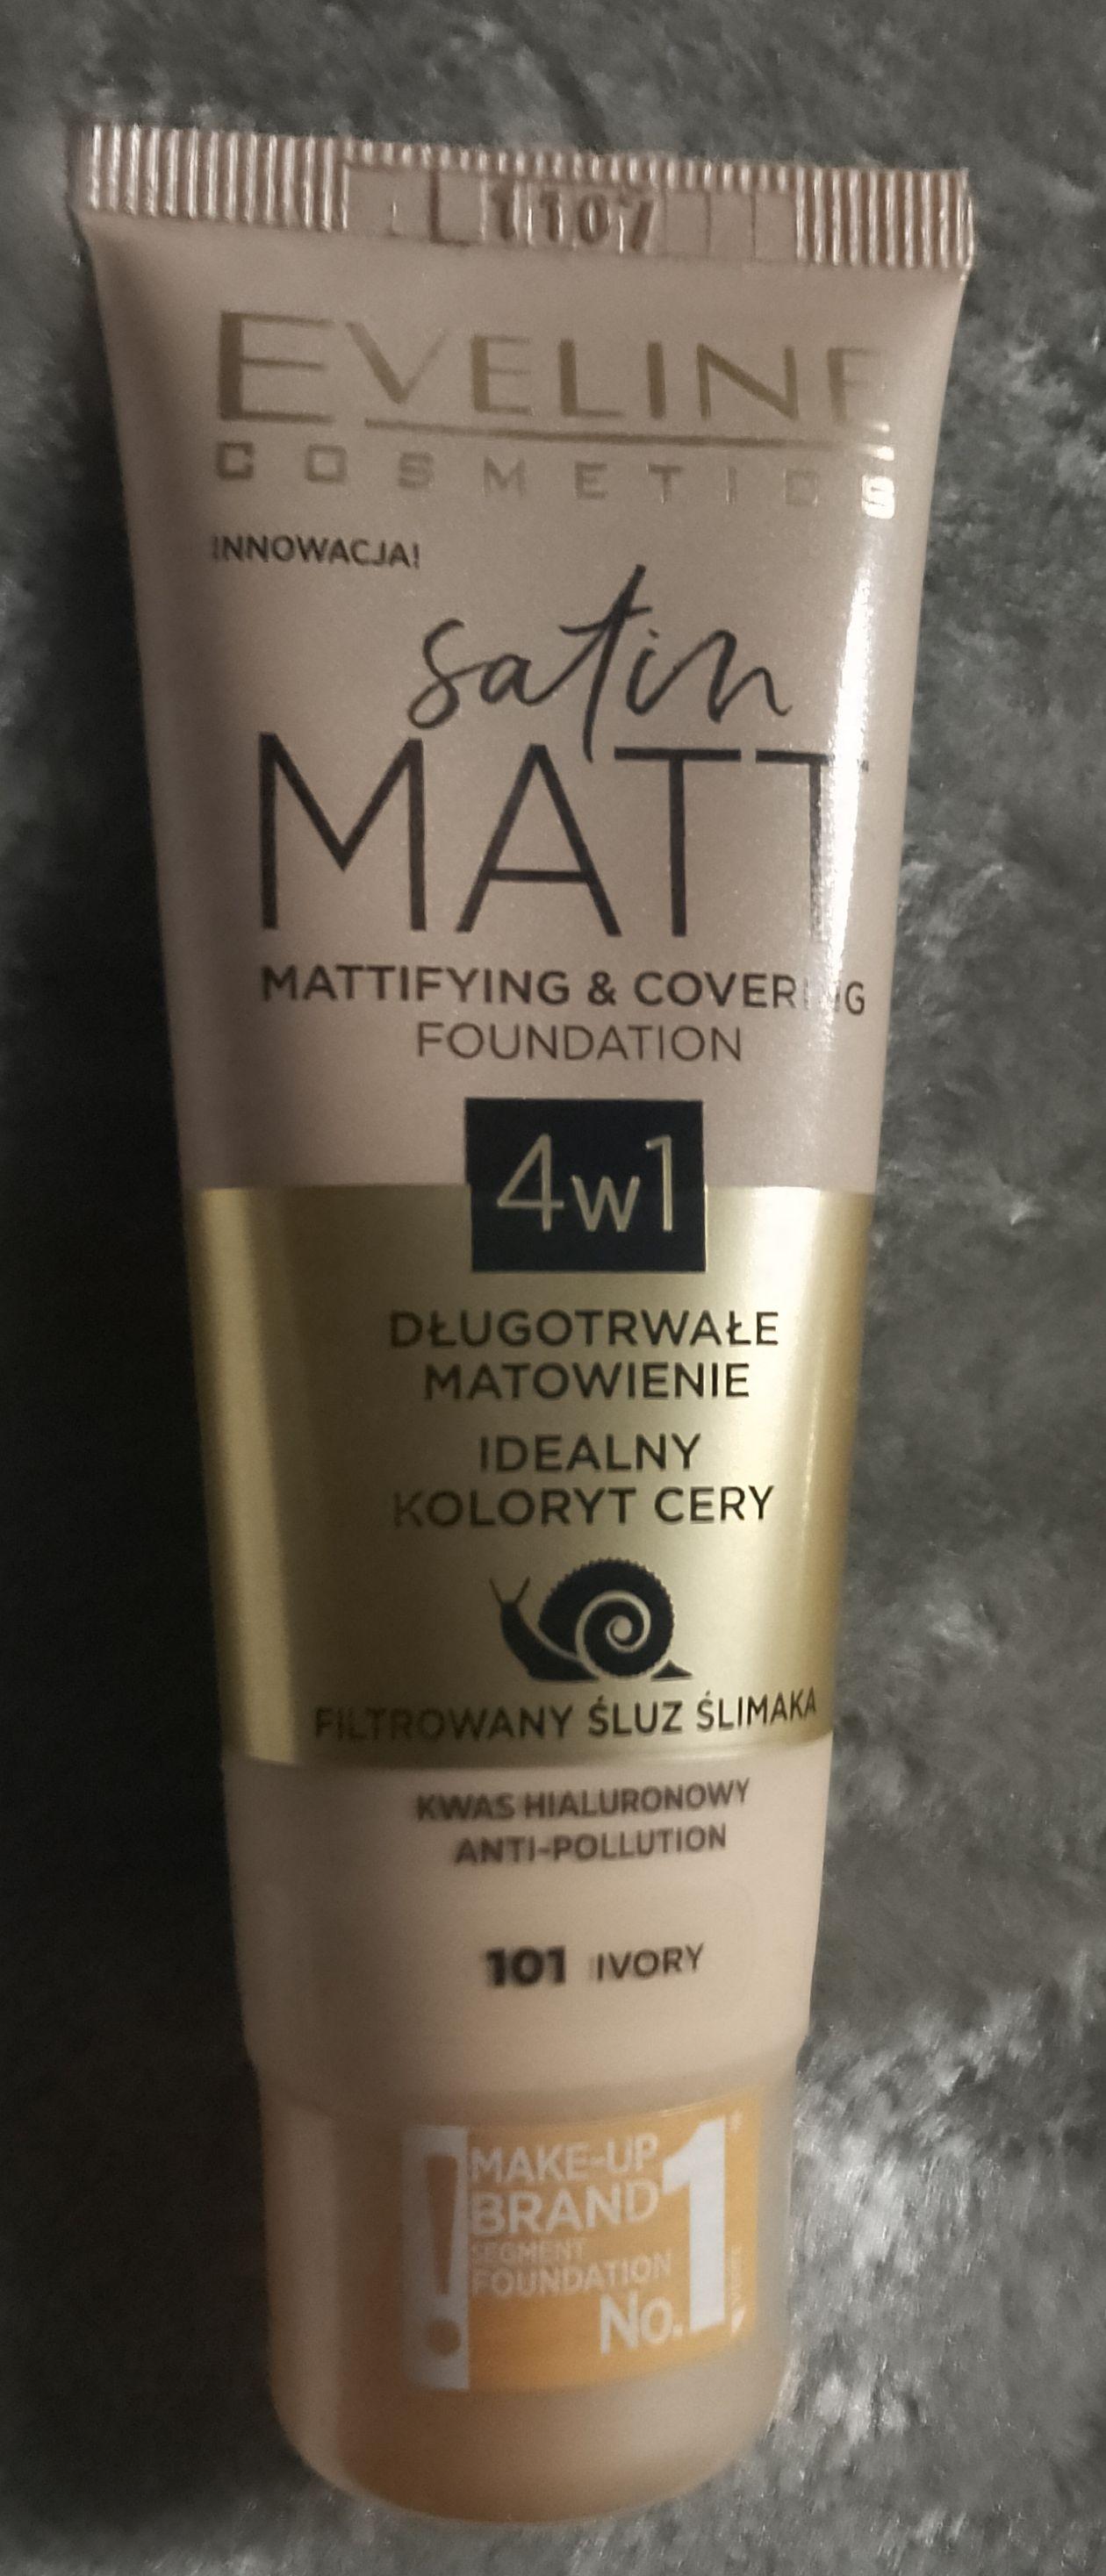 L1107
EVELINE
COSMETICS
INNOWACJA!
satin
MATT
MATTIFYING & COVERING
FOUNDATION
4w1
DŁUGOTRWAŁE
MATOWIENIE
IDEALNY
KOLORYT CERY
FILTROWANY ŚLUZ ŚLIMAKA
KWAS HIALURONOWY
ANTI-POLLUTION
101 IVORY
! MAKE-UP
BRAND
SEGMENT
FOUNDATION
No.1